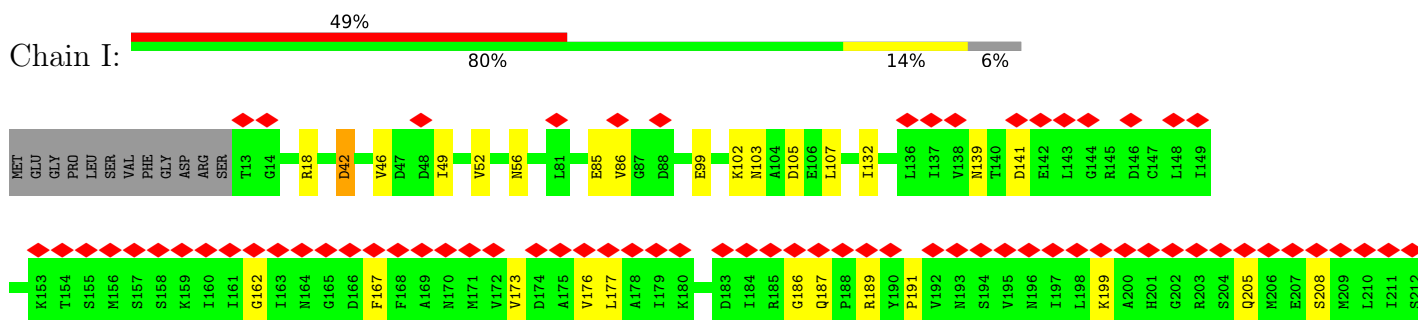 49%
Chain I:
80% 14% 6%
MET GLU GLY PRO LEU SER VAL PHE GLY ASP ARG SER T13 G14 R18 D42 V46 D47 D48 I49 V52 N56 L81 E85 V86 G87 D88 E99 K102 N103 A104 D105 E106 L107 I132 L136 I137 V138 N139 T140 D141 E142 L143 G144 R145 D146 C147 L148 I149
K153 T154 S155 M156 S157 S158 K159 I160 I161 G162 I163 N164 G165 D166 F167 F168 A169 N170 M171 V172 V173 D174 A175 V176 L177 A178 I179 K180 D183 I184 R185 G186 Q187 P188 R189 Y190 P191 V192 N193 S194 V195 N196 I197 L198 K199 A200 H201 G202 R203 S204 Q205 M206 E207 S208 M209 L210 I211 S212